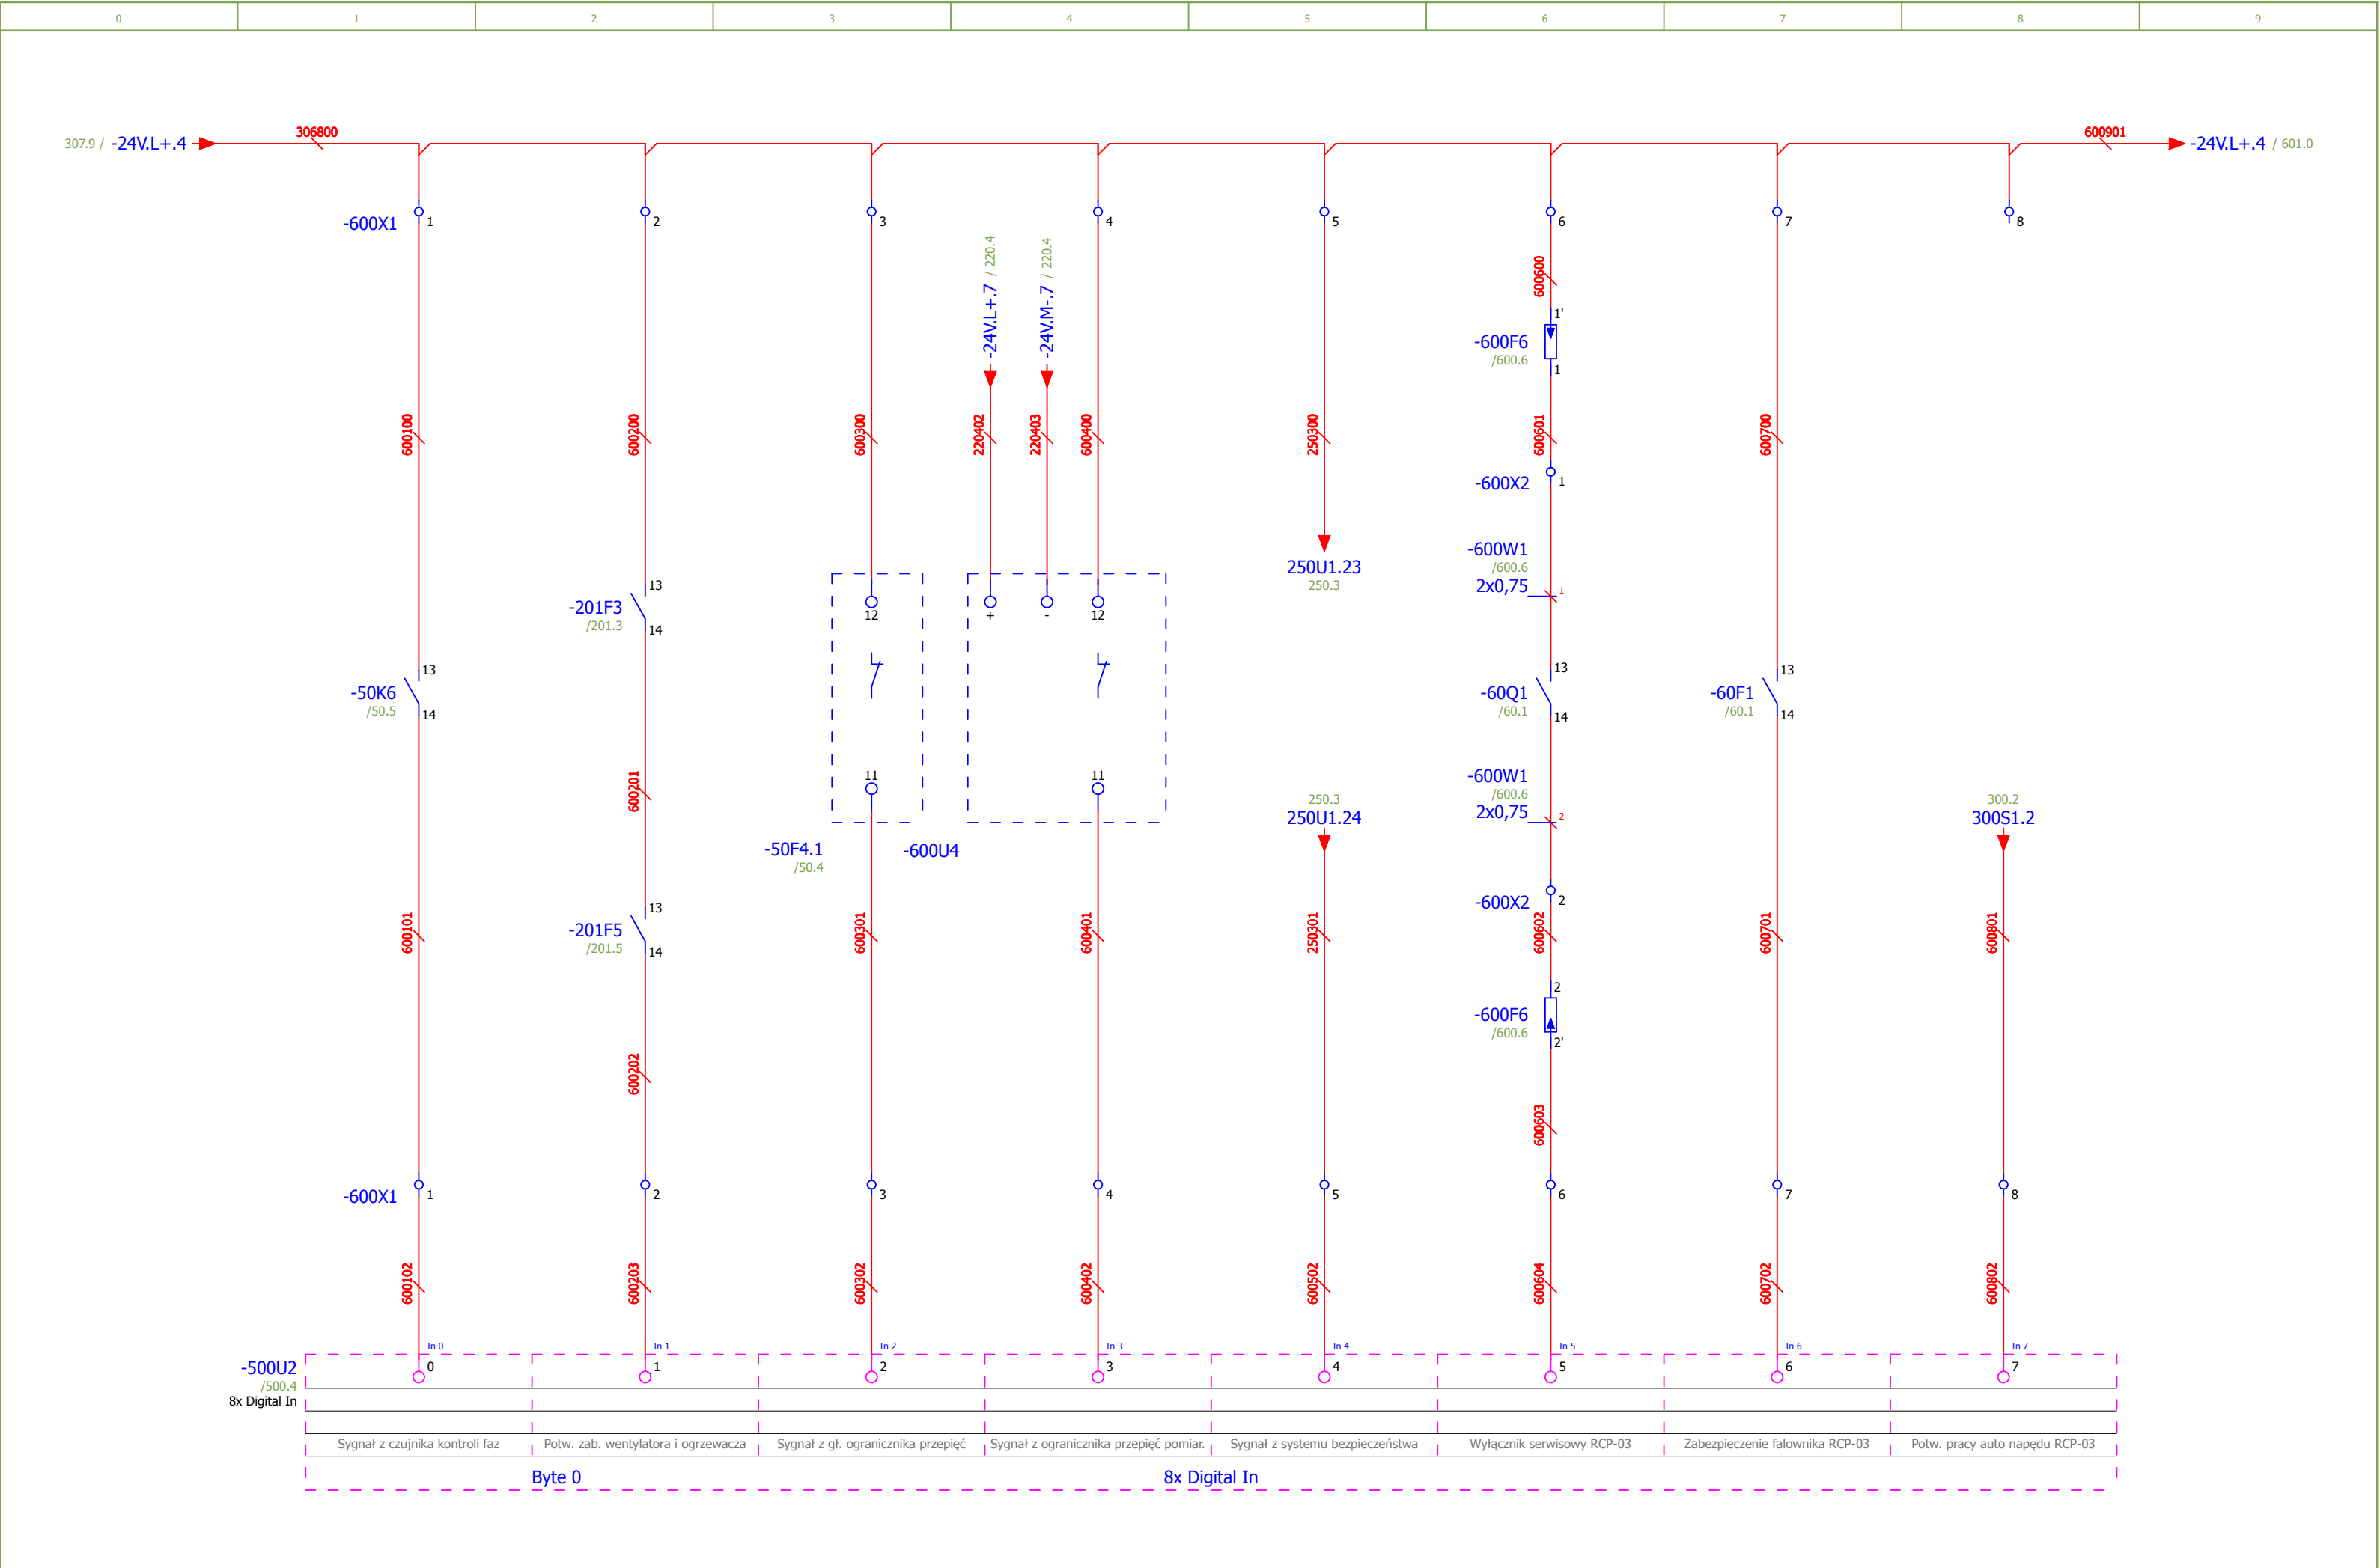 0 1 2 3 4 5 6 7 8 9
306800 600901
307.9 / -24V.L+.4 -24V.L+.4 / 601.0
-600X1 1 2 3 4 5 6 7 8
-24V.L+.7 / 220.4
-24V.M-.7 / 220.4
600600
1'
-600F6
/600.6
1
600100 600200 600300 220402 220403 600400 250300 600601 600700
-600X2 1
-600W1
/600.6
2x0,75 1
250U1.23
250.3
13
-201F3
/201.3
14
12 + - 12
13 13 13
-50K6 -60Q1 -60F1
/50.5 /60.1 /60.1
14 14 14
11 11
600201
-600W1
/600.6
2x0,75 2
250.3 300.2
250U1.24 300S1.2
-50F4.1 -600U4
/50.4
13
-201F5
/201.5
14
-600X2 2
600101 600301 600401 250301 600602 600701 600801
2
-600F6
/600.6
2'
600202
600603
-600X1 1 2 3 4 5 6 7 8
600102 600203 600302 600402 600502 600604 600702 600802
In 0 In 1 In 2 In 3 In 4 In 5 In 6 In 7
-500U2 0 1 2 3 4 5 6 7
/500.4
8x Digital In
Sygnał z czujnika kontroli faz Potw. zab. wentylatora i ogrzewacza Sygnał z gł. ogranicznika przepięć Sygnał z ogranicznika przepięć pomiar. Sygnał z systemu bezpieczeństwa Wyłącznik serwisowy RCP-03 Zabezpieczenie falownika RCP-03 Potw. pracy auto napędu RCP-03
Byte 0 8x Digital In